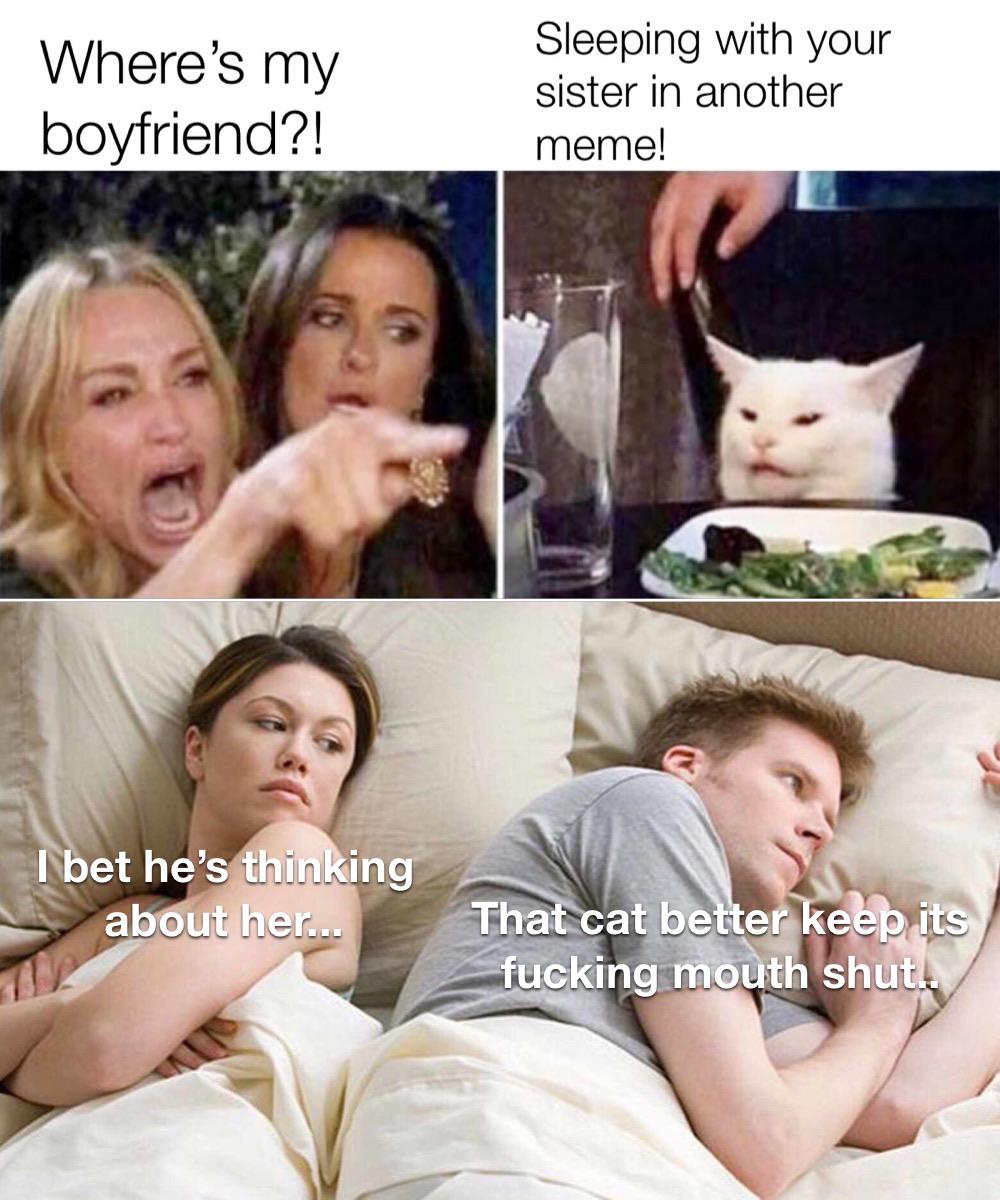 Where’s my
boyfriend?!
Sleeping with your
sister in another
meme!
I bet he’s thinking
about her...
That cat better keep its
fucking mouth shut..